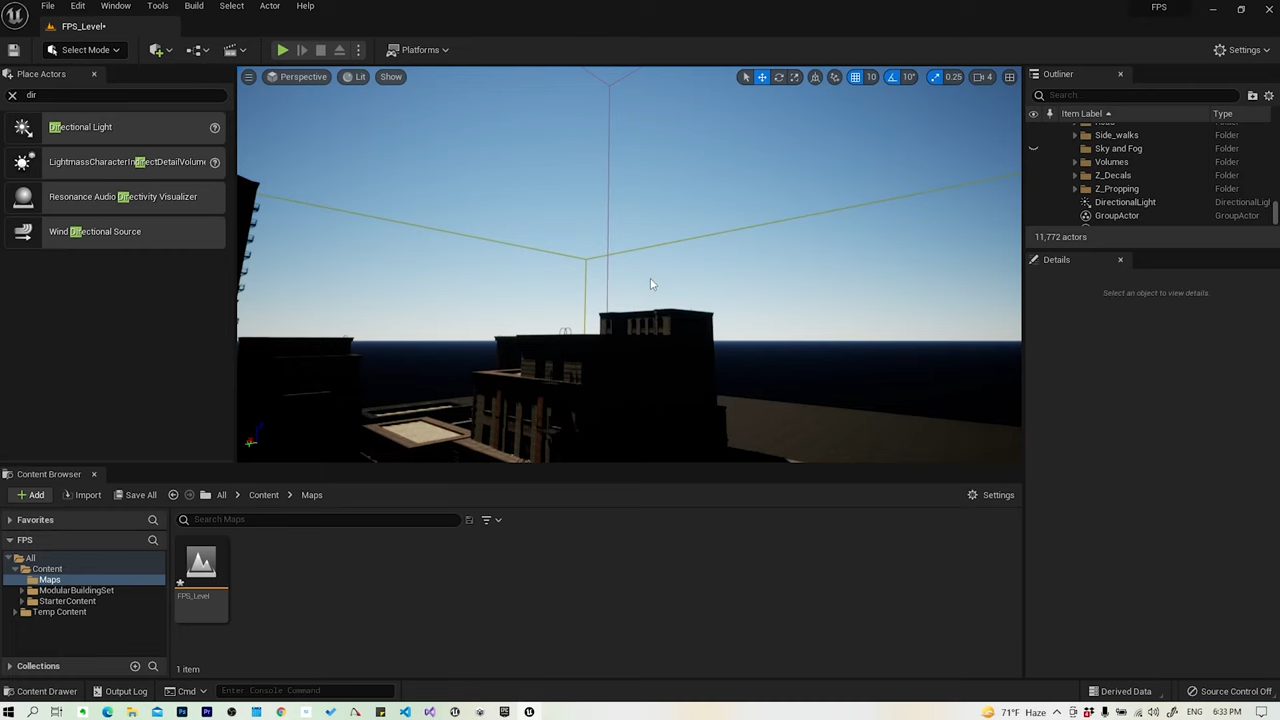 File Edit Window Tools Build Select Actor Help
FPS
FPS_Level•
Select Mode
Platforms
Settings
Place Actors
Perspective
Lit
Show
10
10°
0.25
4
Outliner
dir
Search...
Item Label
Type
Directional Light
Side_walks Folder
LightmassCharacterIndirectDetailVolume
Sky and Fog Folder
Volumes Folder
Z_Decals Folder
Resonance Audio Directivity Visualizer
Z_Propping Folder
DirectionalLight DirectionalLigh
GroupActor GroupActor
Wind Directional Source
11,772 actors
Details
Select an object to view details.
Content Browser
Add
Import
Save All
All
Content
Maps
Settings
Favorites
Search Maps
FPS
All
Content
Maps
ModularBuildingSet
StarterContent
Temp Content
FPS_Level
Collections
1 item
Content Drawer
Output Log
Cmd
Enter Console Command
Derived Data
Source Control Off
71°F Haze
6:33 PM